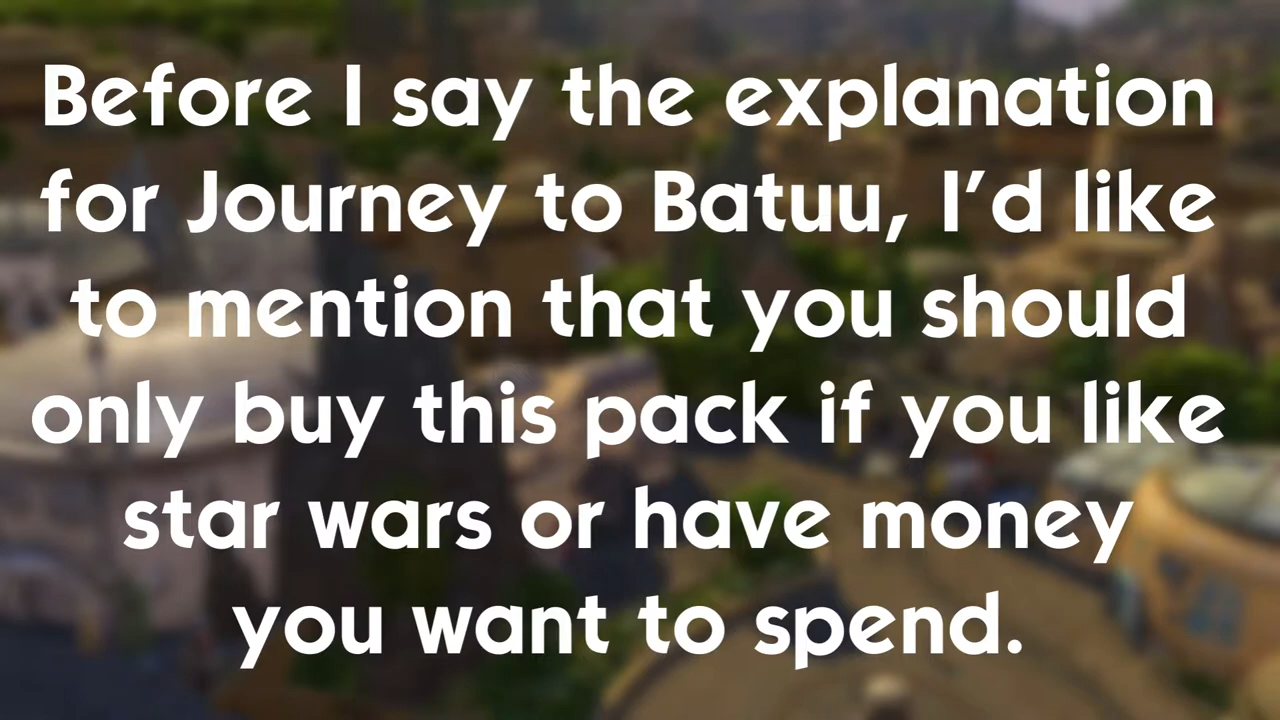 Before I say the explanation
for Journey to Batuu, I’d like
to mention that you should
only buy this pack if you like
star wars or have money
you want to spend.